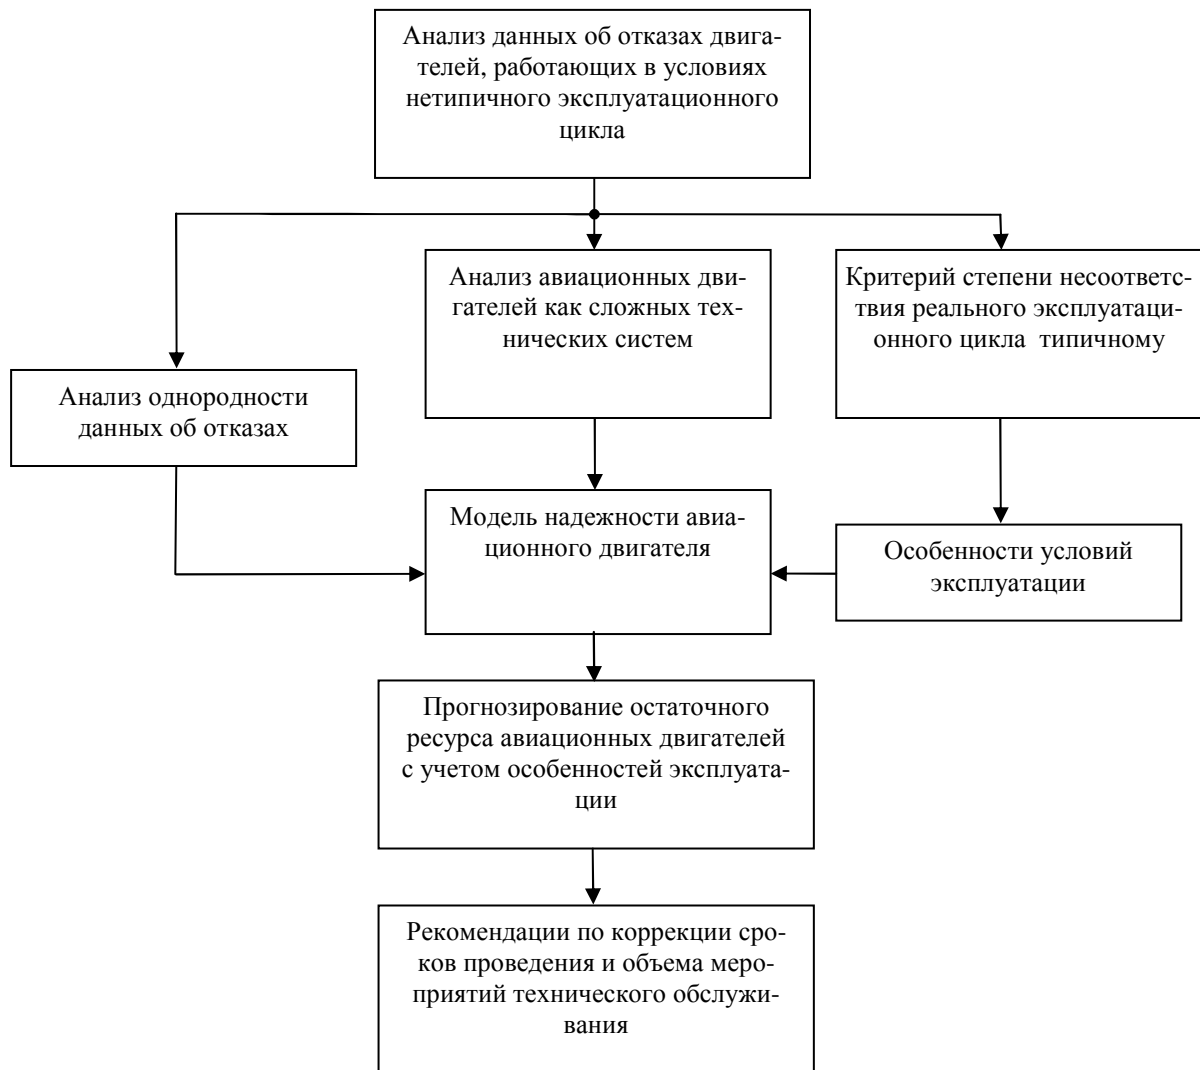 Анализ данных об отказах двига-
телей, работающих в условиях
нетипичного эксплуатационного
цикла
Анализ авиационных дви-
гателей как сложных тех-
нических систем
Критерий степени несоответс-
твия реального эксплуатаци-
онного цикла типичному
Анализ однородности
данных об отказах
Модель надежности авиа-
ционного двигателя
Особенности условий
эксплуатации
Прогнозирование остаточного
ресурса авиационных двигателей
с учетом особенностей эксплуата-
ции
Рекомендации по коррекции сро-
ков проведения и объема меро-
приятий технического обслужи-
вания